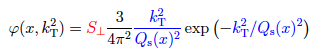 φ(x, k_T^2) = S_⊥ \frac{3}{4π^2} \frac{k_T^2}{Q_s(x)^2} exp (−k_T^2/Q_s(x)^2)